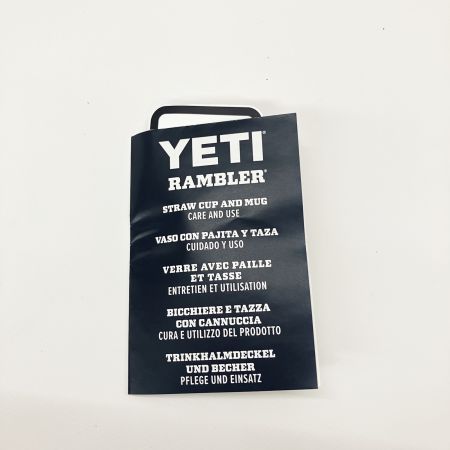 YETI®
RAMBLER®
STRAW CUP AND MUG
CARE AND USE
VASO CON PAJITA Y TAZA
CUIDADO Y USO
VERRE AVEC PAILLE
ET TASSE
ENTRETIEN ET UTILISATION
BICCHIERE E TAZZA
CON CANNUCCIA
CURA E UTILIZZO DEL PRODOTTO
TRINKHALMDECKEL
UND BECHER
PFLEGE UND EINSATZ